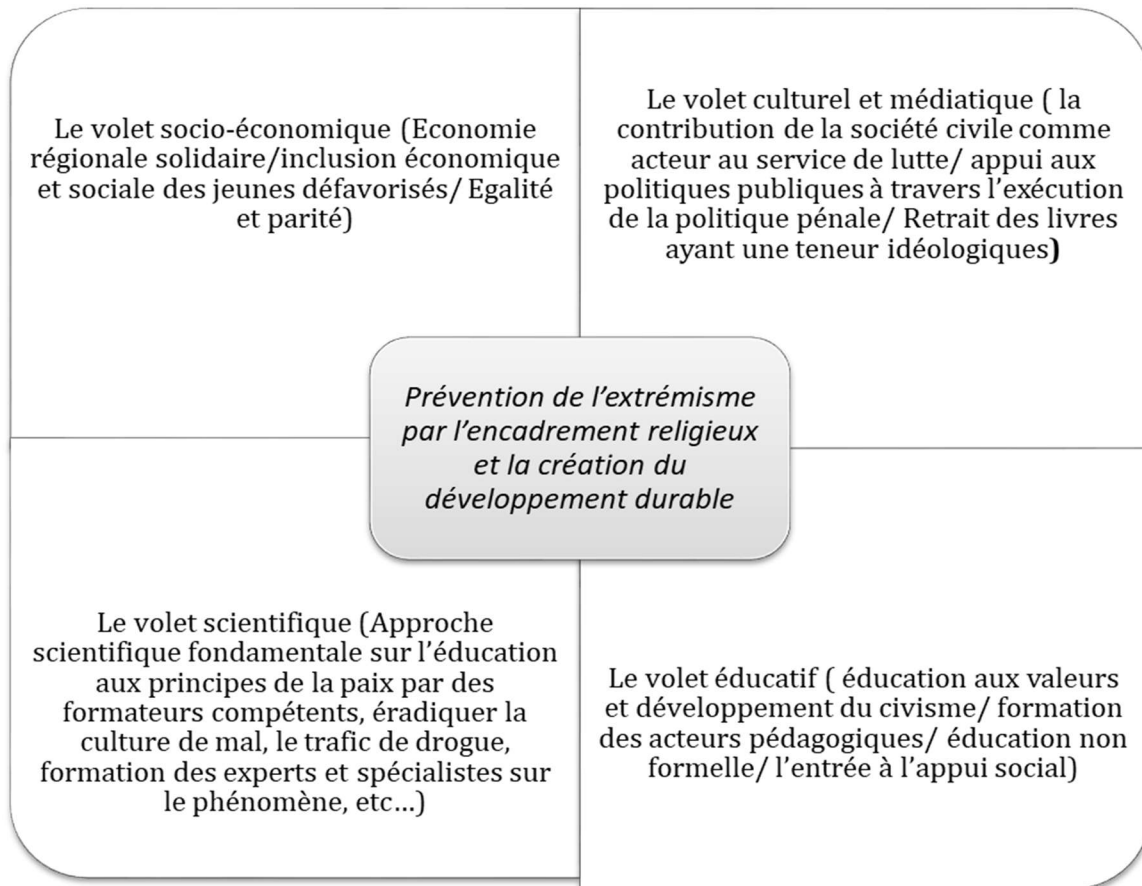 Le volet socio-économique (Economie
régionale solidaire/inclusion économique
et sociale des jeunes défavorisés/ Egalité
et parité)
Le volet culturel et médiatique ( la
contribution de la société civile comme
acteur au service de lutte/ appui aux
politiques publiques à travers l’exécution
de la politique pénale/ Retrait des livres
ayant une teneur idéologiques)
Prévention de l’extrémisme
par l’encadrement religieux
et la création du
développement durable
Le volet scientifique (Approche
scientifique fondamentale sur l’éducation
aux principes de la paix par des
formateurs compétents, éradiquer la
culture de mal, le trafic de drogue,
formation des experts et spécialistes sur
le phénomène, etc…)
Le volet éducatif ( éducation aux valeurs
et développement du civisme/ formation
des acteurs pédagogiques/ éducation non
formelle/ l’entrée à l’appui social)